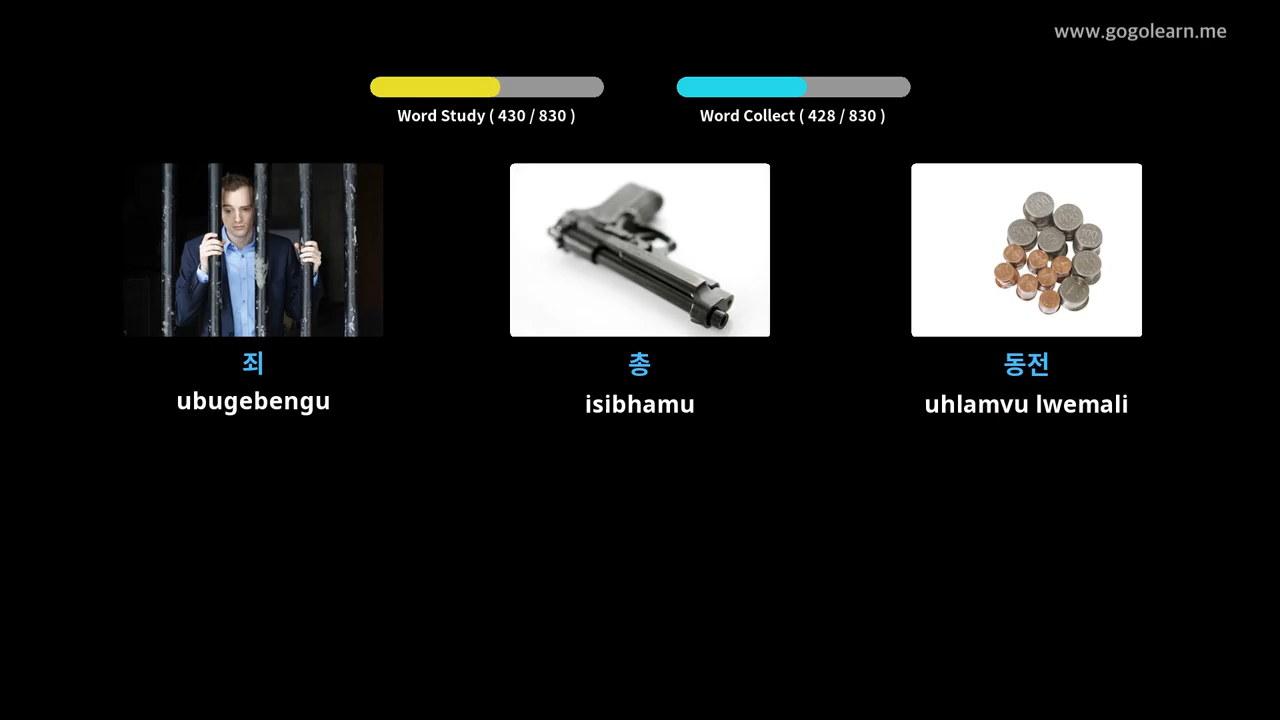 www.gogolearn.me
Word Study ( 430 / 830 )
Word Collect ( 428 / 830 )
죄
총
동전
ubugebengu
isibhamu
uhlamvu lwemali